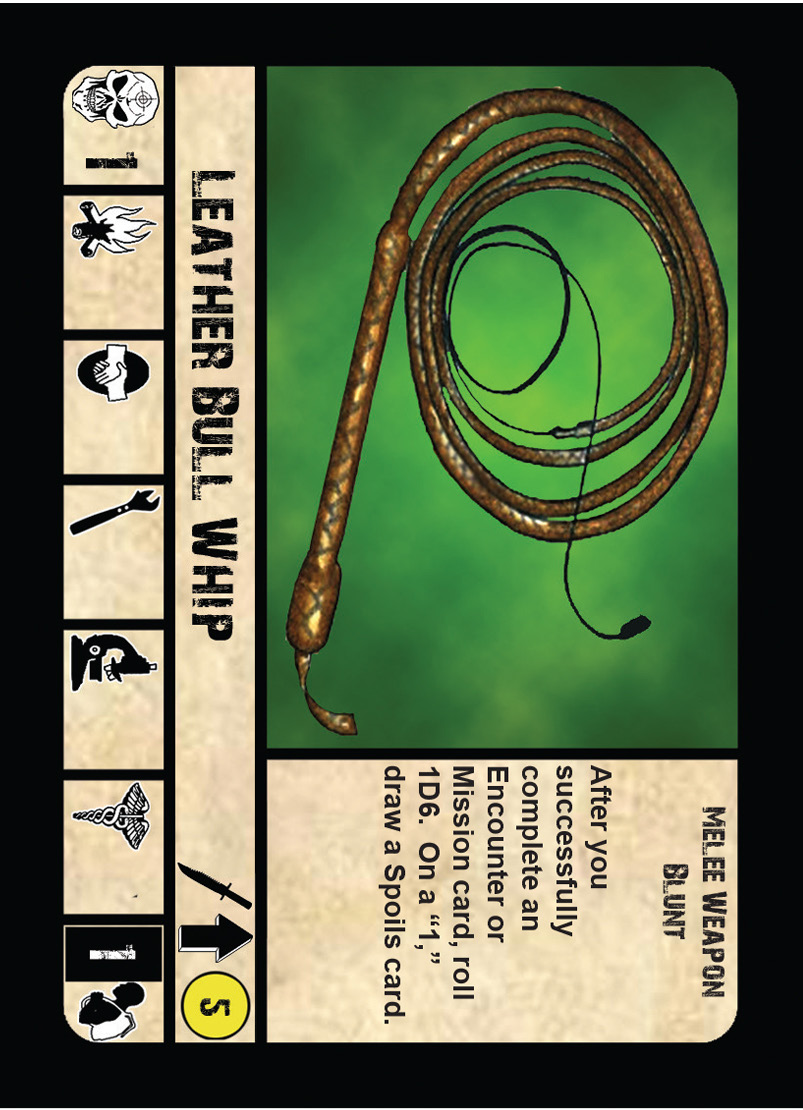 MELEE WEAPON
BLUNT
After you
successfully
complete an
Encounter or
Mission card, roll
1D6. On a “1,”
draw a Spoils card.
LEATHER BULL WHIP
5
1
1